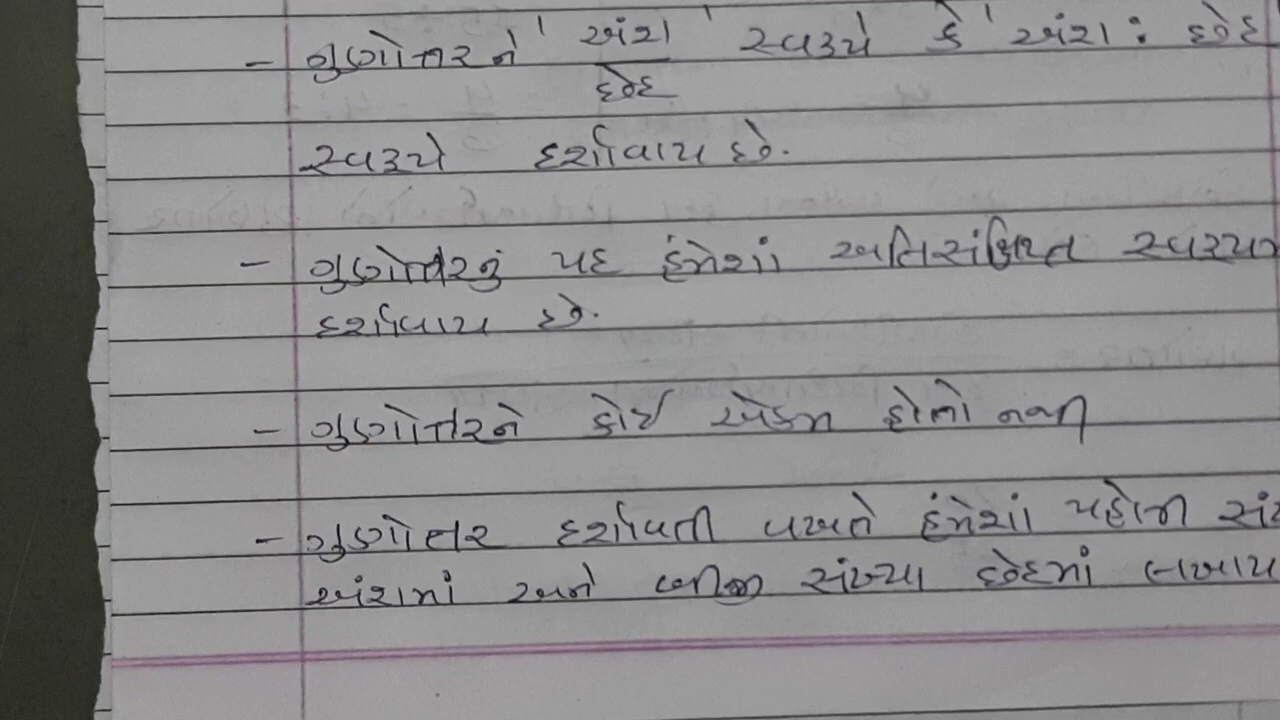 - ગુણોત્તરને ' અંશ / છેદ ' સ્વરૂપે કે ' અંશ : છેદ
સ્વરૂપે દર્શાવાય છે.
- ગુણોત્તરનું પદ હંમેશાં અતિસંક્ષિપ્ત
દર્શાવાય છે.
- ગુણોત્તરને કોઈ એકમ હોતો નથી
- ગુણોત્તર દર્શાવતી વખતે હંમેશાં પહેલી
અંશમાં અને બીજી સંખ્યા છેદમાં લખાય